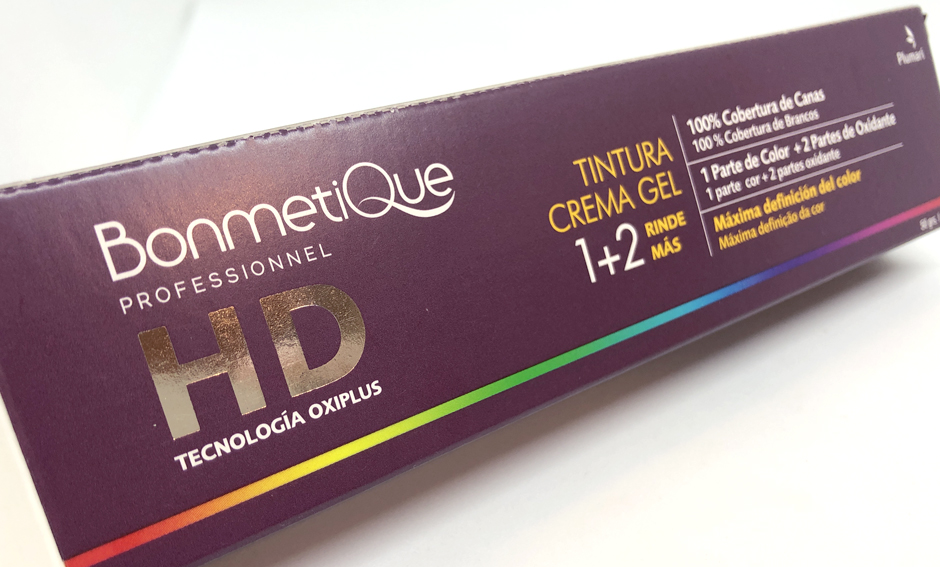 BonmetiQue
PROFESSIONNEL
HD
TECNOLOGÍA OXIPLUS
TINTURA
CREMA GEL
1+2 RINDE
MÁS
100% Cobertura de Canas
100% Cobertura de Brancos
1 Parte de Color + 2 Partes de Oxidante
1 parte cor + 2 partes oxidante
Máxima definición del color
Máxima definição da cor
Plumari